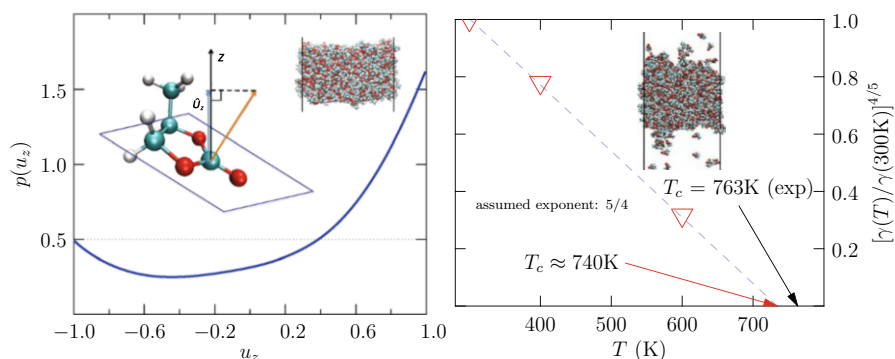 p(u_z)
1.5
1.0
0.5
−1.0
−0.6
−0.2
0.2
0.6
1.0
u_z
z
û_z
T_c = 763K (exp)
assumed exponent: 5/4
T_c ≈ 740K
400
500
600
700
T (K)
1.0
0.8
0.6
0.4
0.2
[γ(T)/γ(300K)]^{4/5}